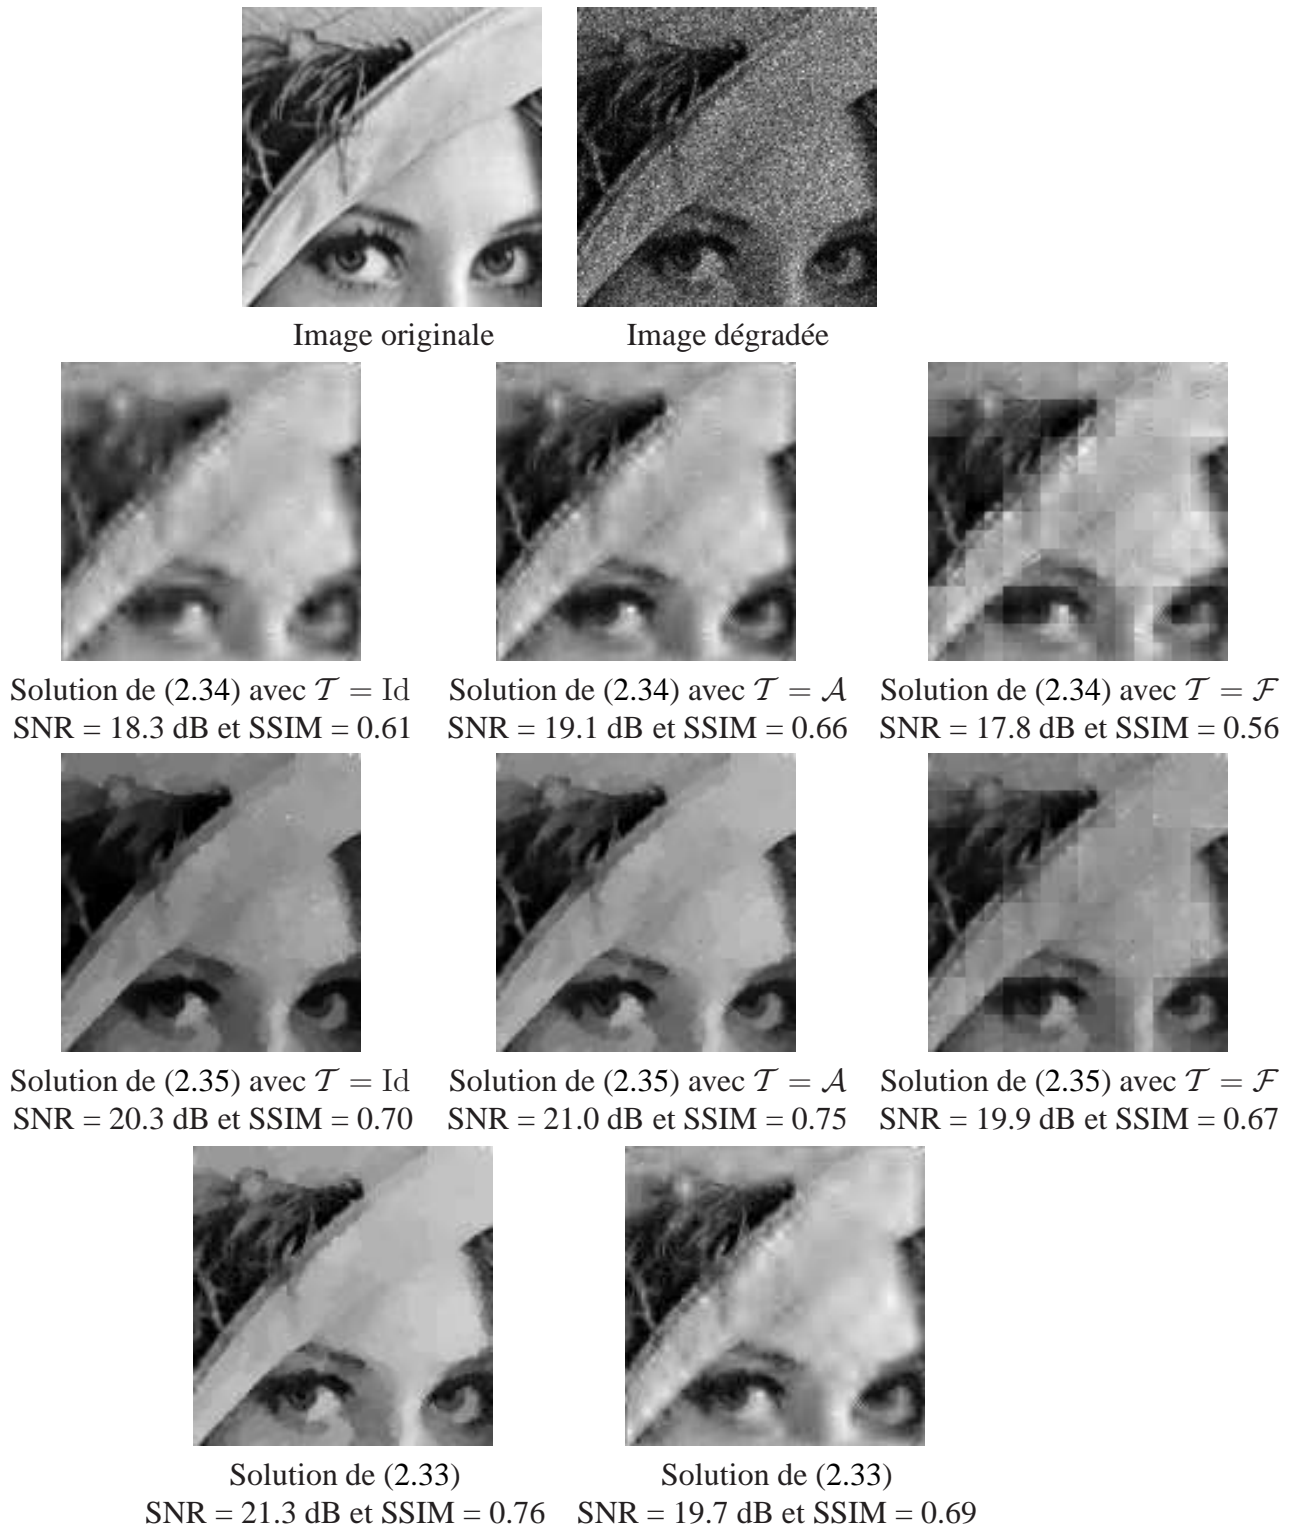 Image originale
Image dégradée
Solution de (2.34) avec 𝒯 = Id
SNR = 18.3 dB et SSIM = 0.61
Solution de (2.34) avec 𝒯 = 𝒜
SNR = 19.1 dB et SSIM = 0.66
Solution de (2.34) avec 𝒯 = ℱ
SNR = 17.8 dB et SSIM = 0.56
Solution de (2.35) avec 𝒯 = Id
SNR = 20.3 dB et SSIM = 0.70
Solution de (2.35) avec 𝒯 = 𝒜
SNR = 21.0 dB et SSIM = 0.75
Solution de (2.35) avec 𝒯 = ℱ
SNR = 19.9 dB et SSIM = 0.67
Solution de (2.33)
SNR = 21.3 dB et SSIM = 0.76
Solution de (2.33)
SNR = 19.7 dB et SSIM = 0.69